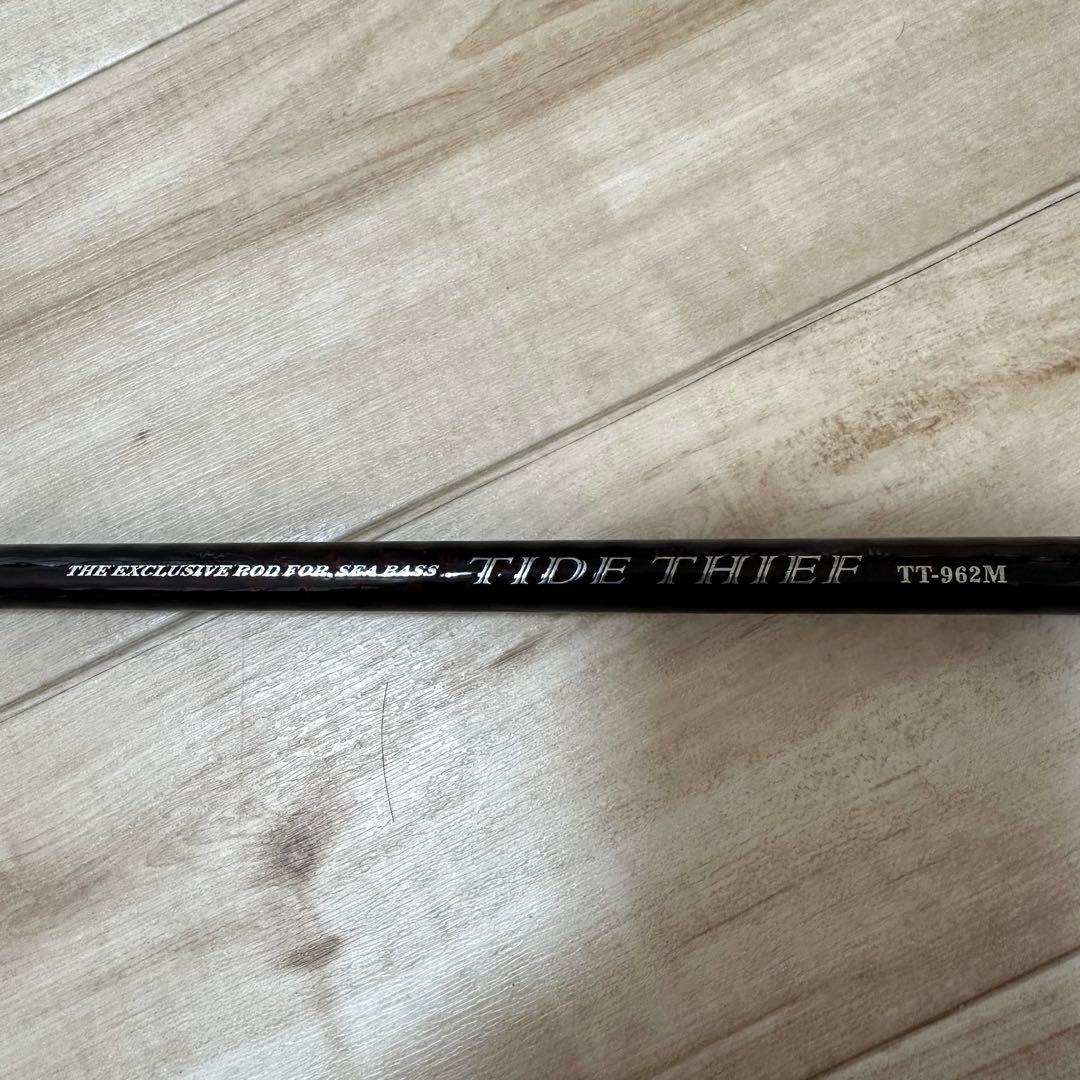 THE EXCLUSIVE ROD FOR SEA BASS TIDE THIEF TT-962M